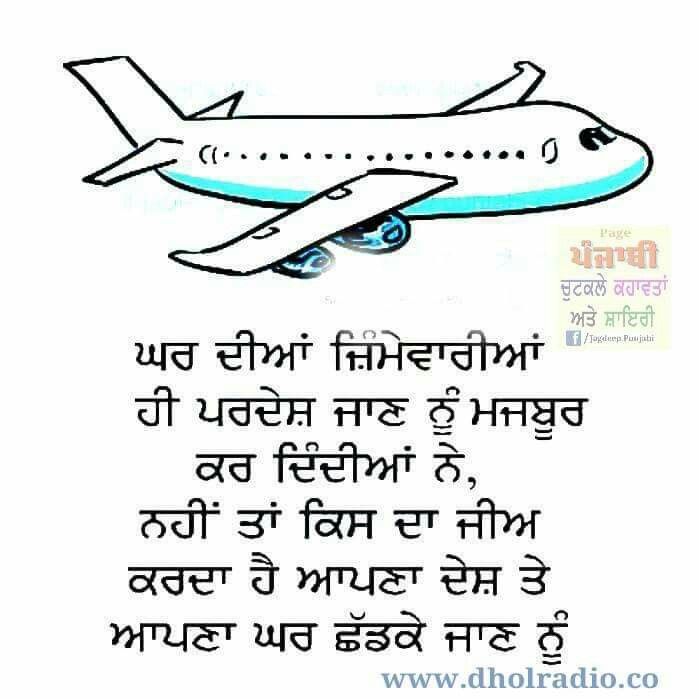 Page
ਪੰਜਾਬੀ
ਚੁਟਕਲੇ ਕਹਾਵਤਾਂ
ਅਤੇ ਸ਼ਾਇਰੀ
f /Jagdeep Punjabi
ਘਰ ਦੀਆਂ ਜ਼ਿੰਮੇਵਾਰੀਆਂ
ਹੀ ਪਰਦੇਸ਼ ਜਾਣ ਨੂੰ ਮਜਬੂਰ
ਕਰ ਦਿੰਦੀਆਂ ਨੇ,
ਨਹੀਂ ਤਾਂ ਕਿਸ ਦਾ ਜੀਅ
ਕਰਦਾ ਹੈ ਆਪਣਾ ਦੇਸ਼ ਤੇ
ਆਪਣਾ ਘਰ ਛੱਡਕੇ ਜਾਣ ਨੂੰ
www.dholradio.co